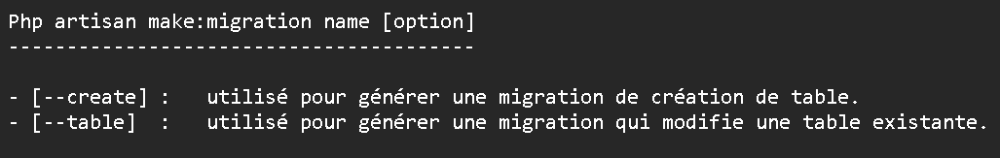 Php artisan make:migration name [option]
----------------------------------------
- [--create] :   utilisé pour générer une migration de création de table.
- [--table]  :   utilisé pour générer une migration qui modifie une table existante.